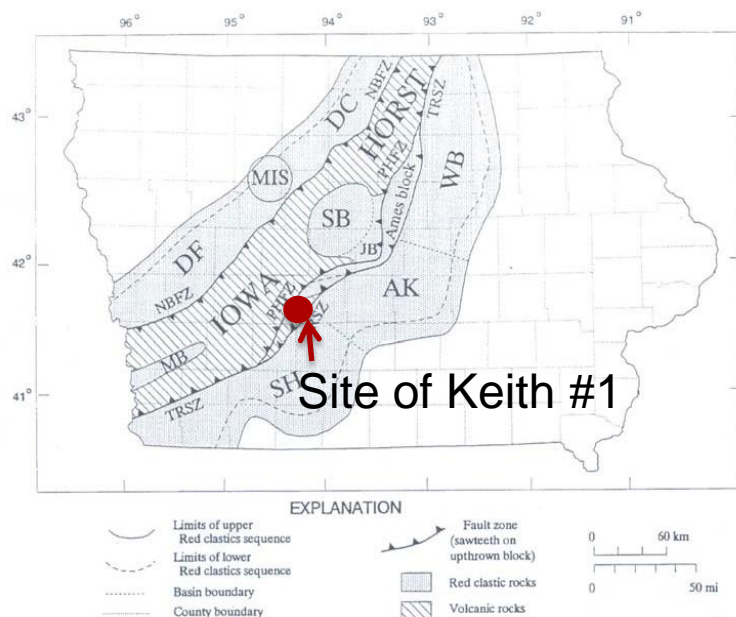 96° 95° 94° 93° 92° 91°
43°
42°
41°
NBFZ
DC
HORST
TRSZ
PHFZ
MIS
WB
Ames block
SB
JB
DF
AK
IOWA
NBFZ
PHFZ
RSZ
MB
Site of Keith #1
SH
TRSZ
EXPLANATION
Limits of upper
Red clastics sequence
Limits of lower
Red clastics sequence
Basin boundary
County boundary
Fault zone
(sawteeth on
upthrown block)
Red clastic rocks
Volcanic rocks
0 60 km
0 50 mi